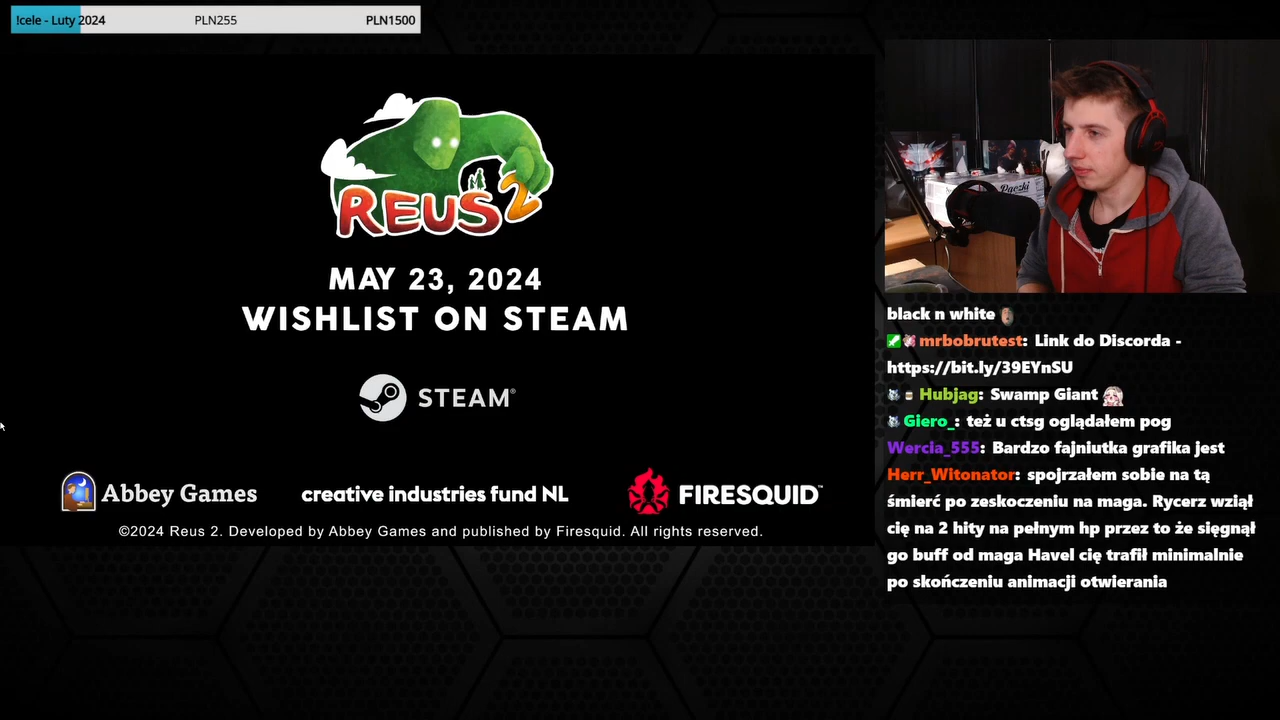 !cele - Luty 2024 PLN255 PLN1500
REUS 2
MAY 23, 2024
WISHLIST ON STEAM
STEAM®
Abbey Games creative industries fund NL FIRESQUID™
©2024 Reus 2. Developed by Abbey Games and published by Firesquid. All rights reserved.
Pączki
black n white
mrbobrutest: Link do Discorda -
https://bit.ly/39EYnSU
Hubjag: Swamp Giant
Giero_: też u ctsg oglądałem pog
Wercia_555: Bardzo fajniutka grafika jest
Herr_Witonator: spojrzałem sobie na tą
śmierć po zeskoczeniu na maga. Rycerz wziął
cię na 2 hity na pełnym hp przez to że sięgnął
go buff od maga Havel cię trafił minimalnie
po skończeniu animacji otwierania